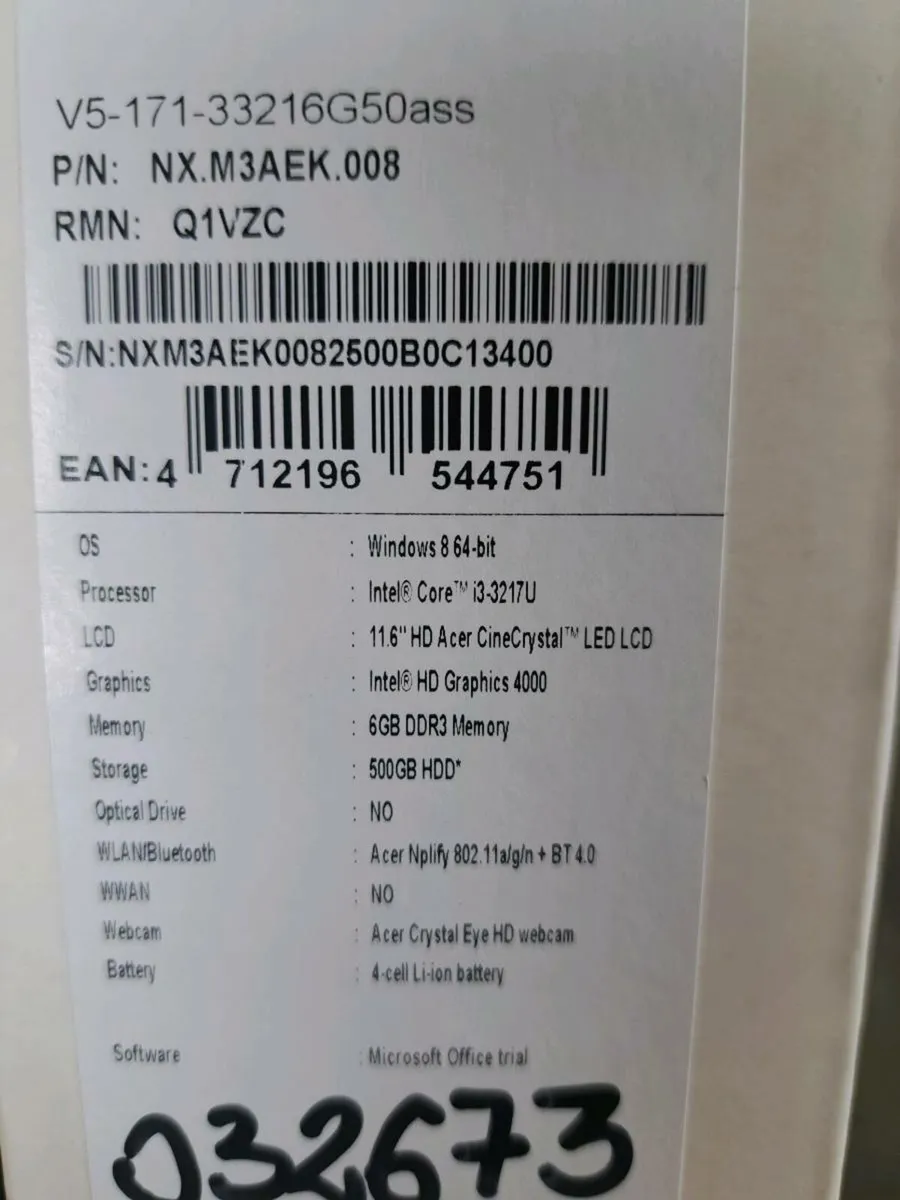 V5-171-33216G50ass
P/N: NX.M3AEK.008
RMN: Q1VZC
S/N:NXM3AEK0082500B0C13400
EAN:4 712196 544751
OS : Windows 8 64-bit
Processor : Intel® Core™ i3-3217U
LCD : 11.6" HD Acer CineCrystal™ LED LCD
Graphics : Intel® HD Graphics 4000
Memory : 6GB DDR3 Memory
Storage : 500GB HDD*
Optical Drive : NO
WLAN/Bluetooth : Acer Nplify 802.11a/g/n + BT 4.0
WWAN : NO
Webcam : Acer Crystal Eye HD webcam
Battery : 4-cell Li-ion battery
Software : Microsoft Office trial
032673